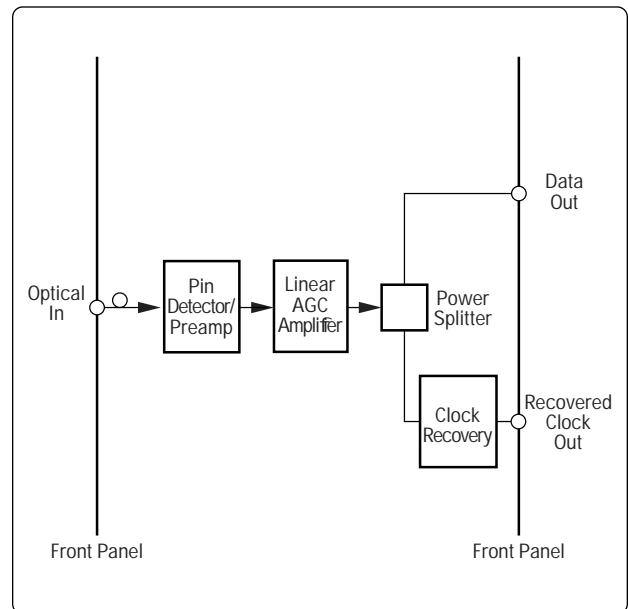 Data
Out
Optical
In
Pin
Detector/
Preamp
Linear
AGC
Amplifier
Power
Splitter
Clock
Recovery
Recovered
Clock
Out
Front Panel
Front Panel